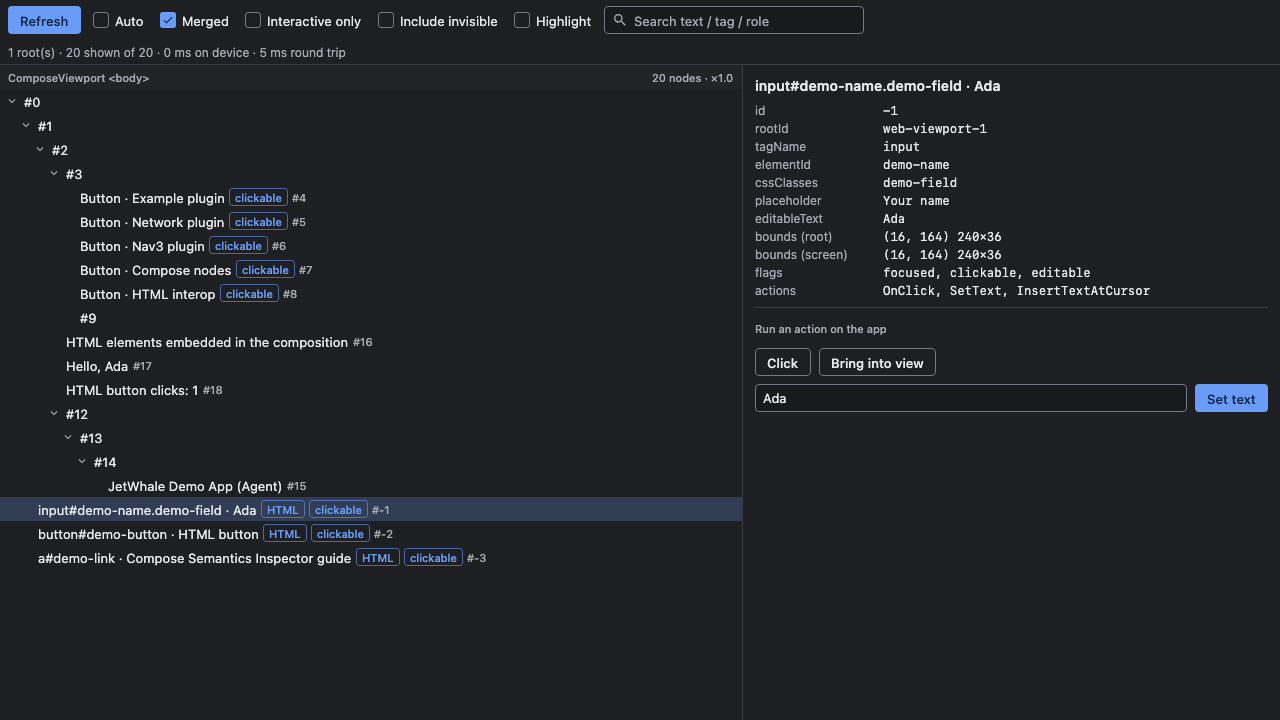 Refresh Auto Merged Interactive only Include invisible Highlight Search text / tag / role
1 root(s) · 20 shown of 20 · 0 ms on device · 5 ms round trip
ComposeViewport <body> 20 nodes · ×1.0
#0
#1
#2
#3
Button · Example plugin clickable #4
Button · Network plugin clickable #5
Button · Nav3 plugin clickable #6
Button · Compose nodes clickable #7
Button · HTML interop clickable #8
#9
HTML elements embedded in the composition #16
Hello, Ada #17
HTML button clicks: 1 #18
#12
#13
#14
JetWhale Demo App (Agent) #15
input#demo-name.demo-field · Ada HTML clickable #-1
button#demo-button · HTML button HTML clickable #-2
a#demo-link · Compose Semantics Inspector guide HTML clickable #-3
input#demo-name.demo-field · Ada
id -1
rootId web-viewport-1
tagName input
elementId demo-name
cssClasses demo-field
placeholder Your name
editableText Ada
bounds (root) (16, 164) 240×36
bounds (screen) (16, 164) 240×36
flags focused, clickable, editable
actions OnClick, SetText, InsertTextAtCursor
Run an action on the app
Click Bring into view
Ada Set text